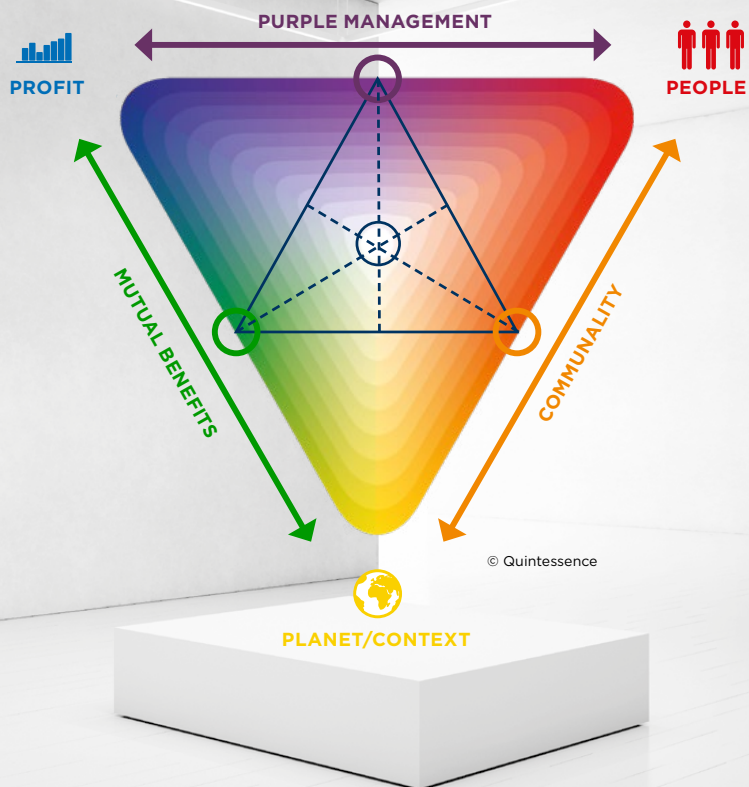 PURPLE MANAGEMENT
PROFIT
PEOPLE
MUTUAL BENEFITS
COMMUNALITY
© Quintessence
PLANET/CONTEXT